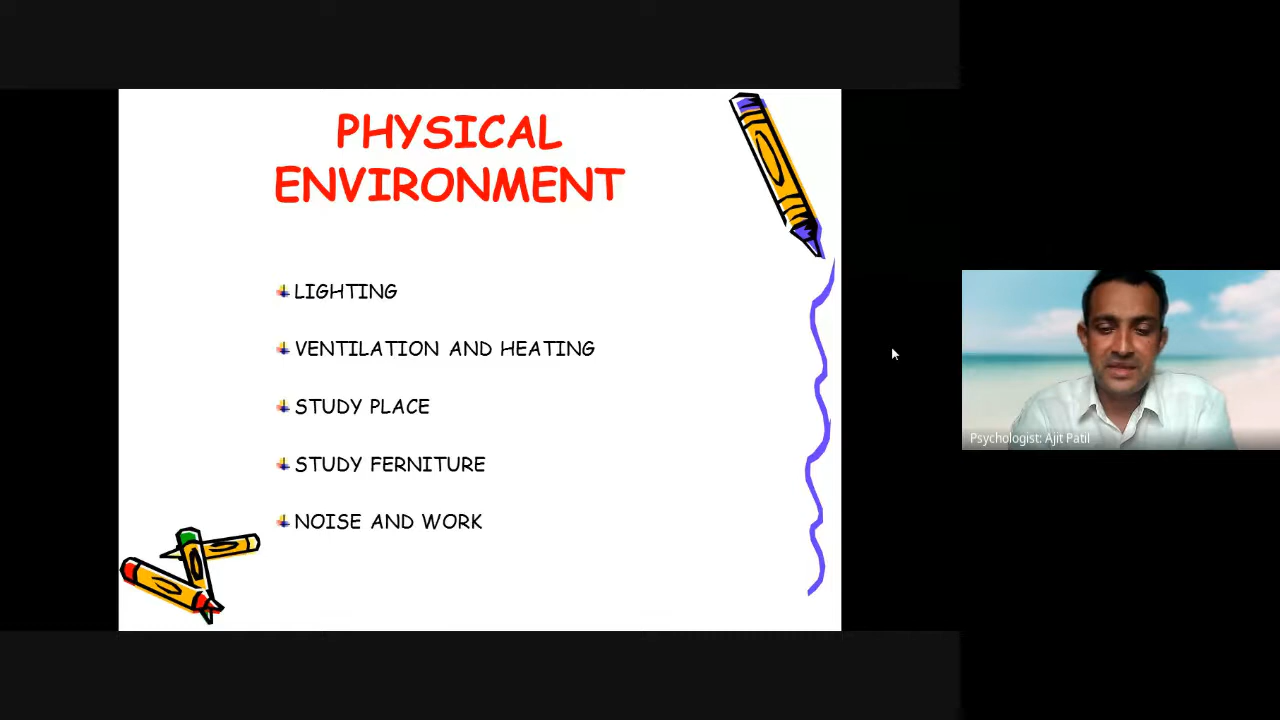 PHYSICAL
ENVIRONMENT
LIGHTING
VENTILATION AND HEATING
STUDY PLACE
STUDY FERNITURE
NOISE AND WORK
Psychologist: Ajit Patil